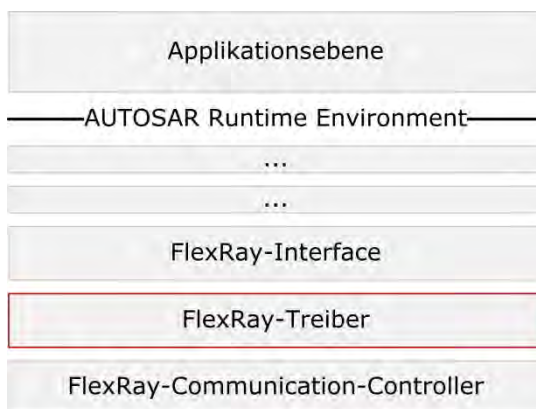 Applikationsebene
AUTOSAR Runtime Environment
...
...
FlexRay-Interface
FlexRay-Treiber
FlexRay-Communication-Controller